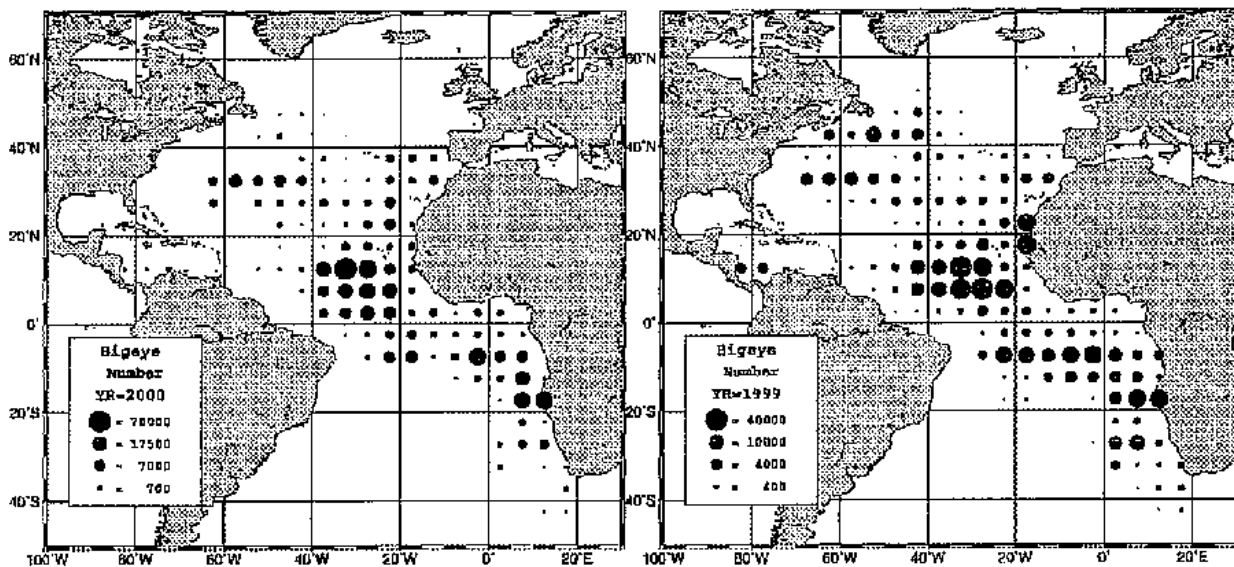 60°N
40°N
20°N
0°
20°S
40°S
100°W
80°W
60°W
40°W
20°W
0°
20°E
Bigeye
Number
YR=2000
= 70000
= 17500
= 7000
= 700
60°N
40°N
20°N
0°
20°S
40°S
100°W
80°W
60°W
40°W
20°W
0°
20°E
Bigeye
Number
YR=1999
= 40000
= 10000
= 4000
= 400